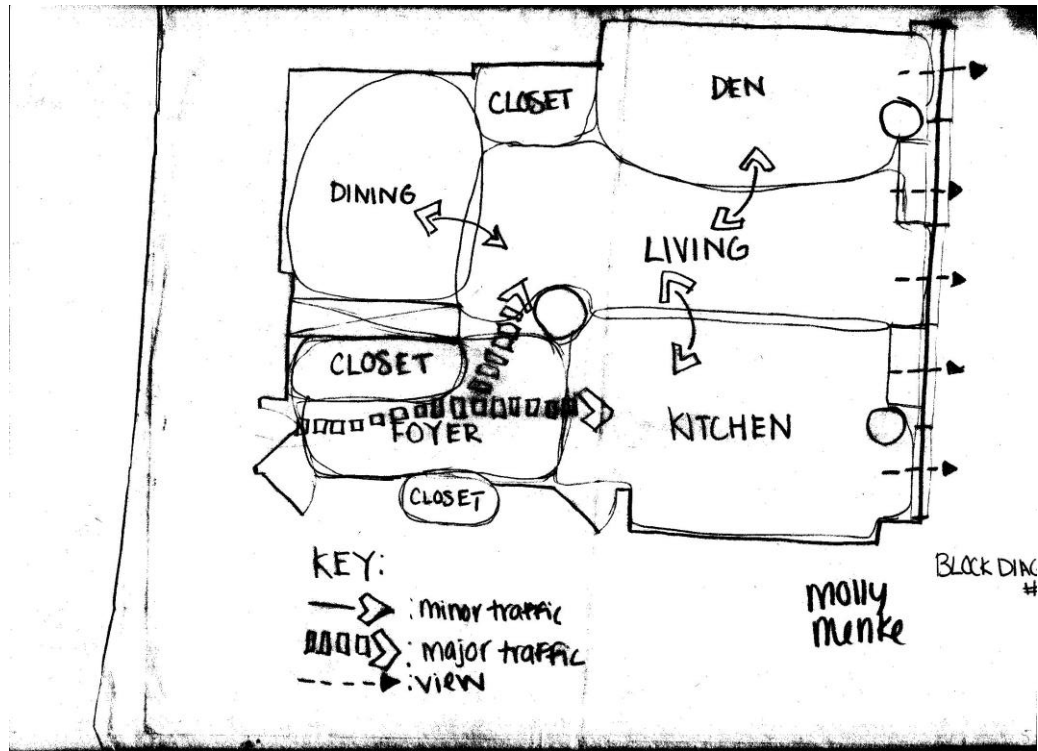 CLOSET
DEN
DINING
LIVING
CLOSET
FOYER
KITCHEN
CLOSET
KEY:
: minor traffic
: major traffic
: view
BLOCK DIAG
#
molly
menke